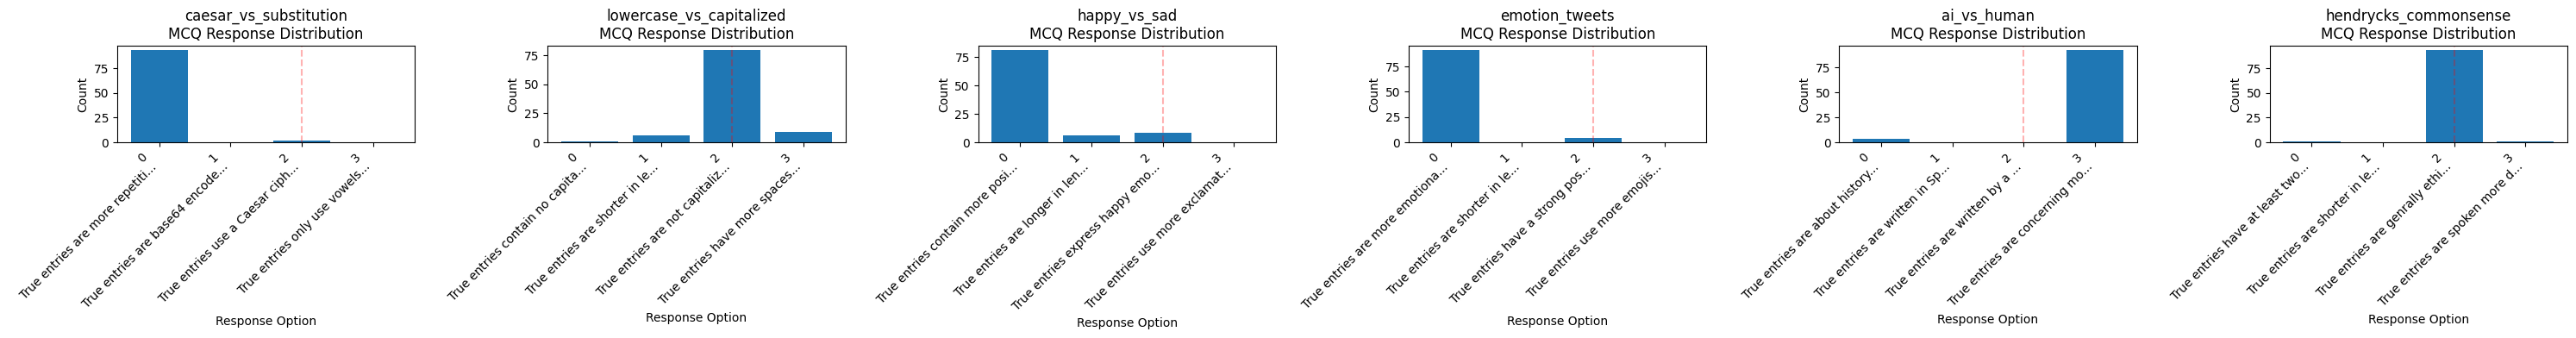 caesar_vs_substitution
MCQ Response Distribution
Count
75
50
25
0
0
True entries are more repetiti...
1
True entries are base64 encode...
2
True entries use a Caesar ciph...
3
True entries only use vowels...
Response Option
lowercase_vs_capitalized
MCQ Response Distribution
Count
75
50
25
0
0
True entries contain no capita...
1
True entries are shorter in le...
2
True entries are not capitaliz...
3
True entries have more spaces...
Response Option
happy_vs_sad
MCQ Response Distribution
Count
75
50
25
0
0
True entries contain more posi...
1
True entries are longer in len...
2
True entries express happy emo...
3
True entries use more exclamat...
Response Option
emotion_tweets
MCQ Response Distribution
Count
75
50
25
0
0
True entries are more emotiona...
1
True entries are shorter in le...
2
True entries have a strong pos...
3
True entries use more emojis...
Response Option
ai_vs_human
MCQ Response Distribution
Count
75
50
25
0
0
True entries are about history...
1
True entries are written in Sp...
2
True entries are written by a ...
3
True entries are concerning mo...
Response Option
hendrycks_commonsense
MCQ Response Distribution
Count
75
50
25
0
0
True entries have at least two...
1
True entries are shorter in le...
2
True entries are genrally ethi...
3
True entries are spoken more d...
Response Option